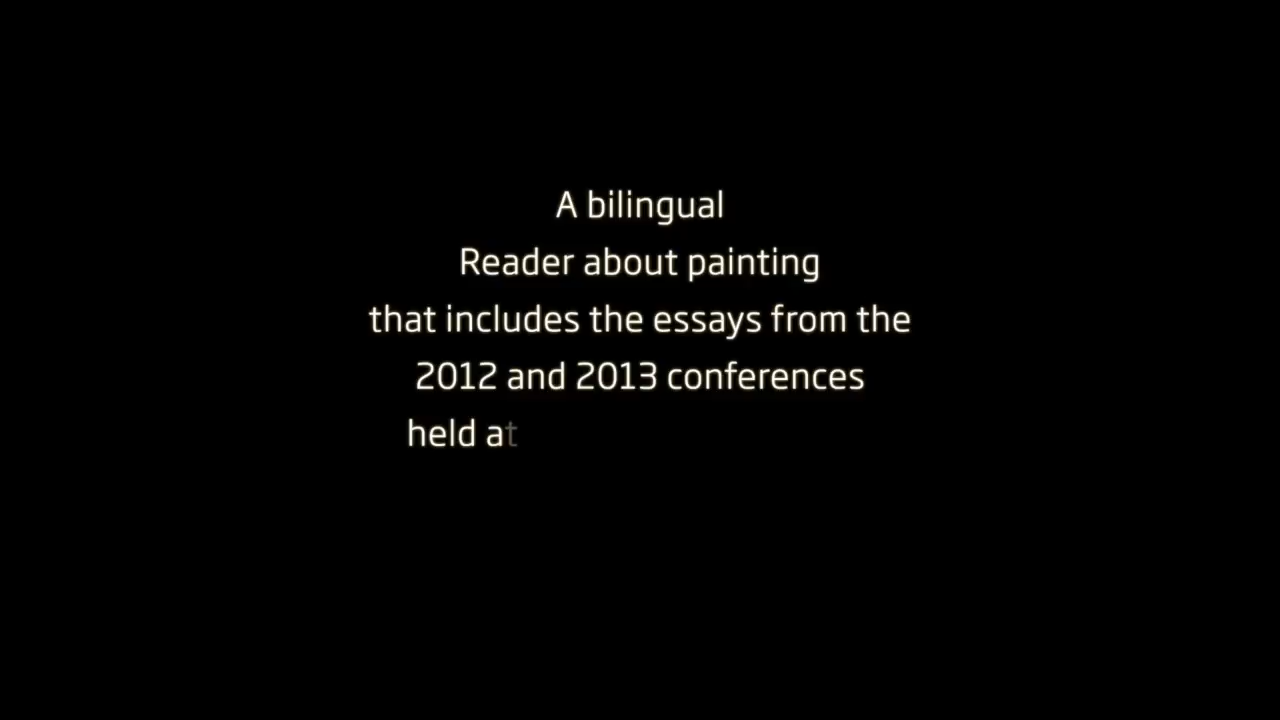 A bilingual
Reader about painting
that includes the essays from the
2012 and 2013 conferences
held at